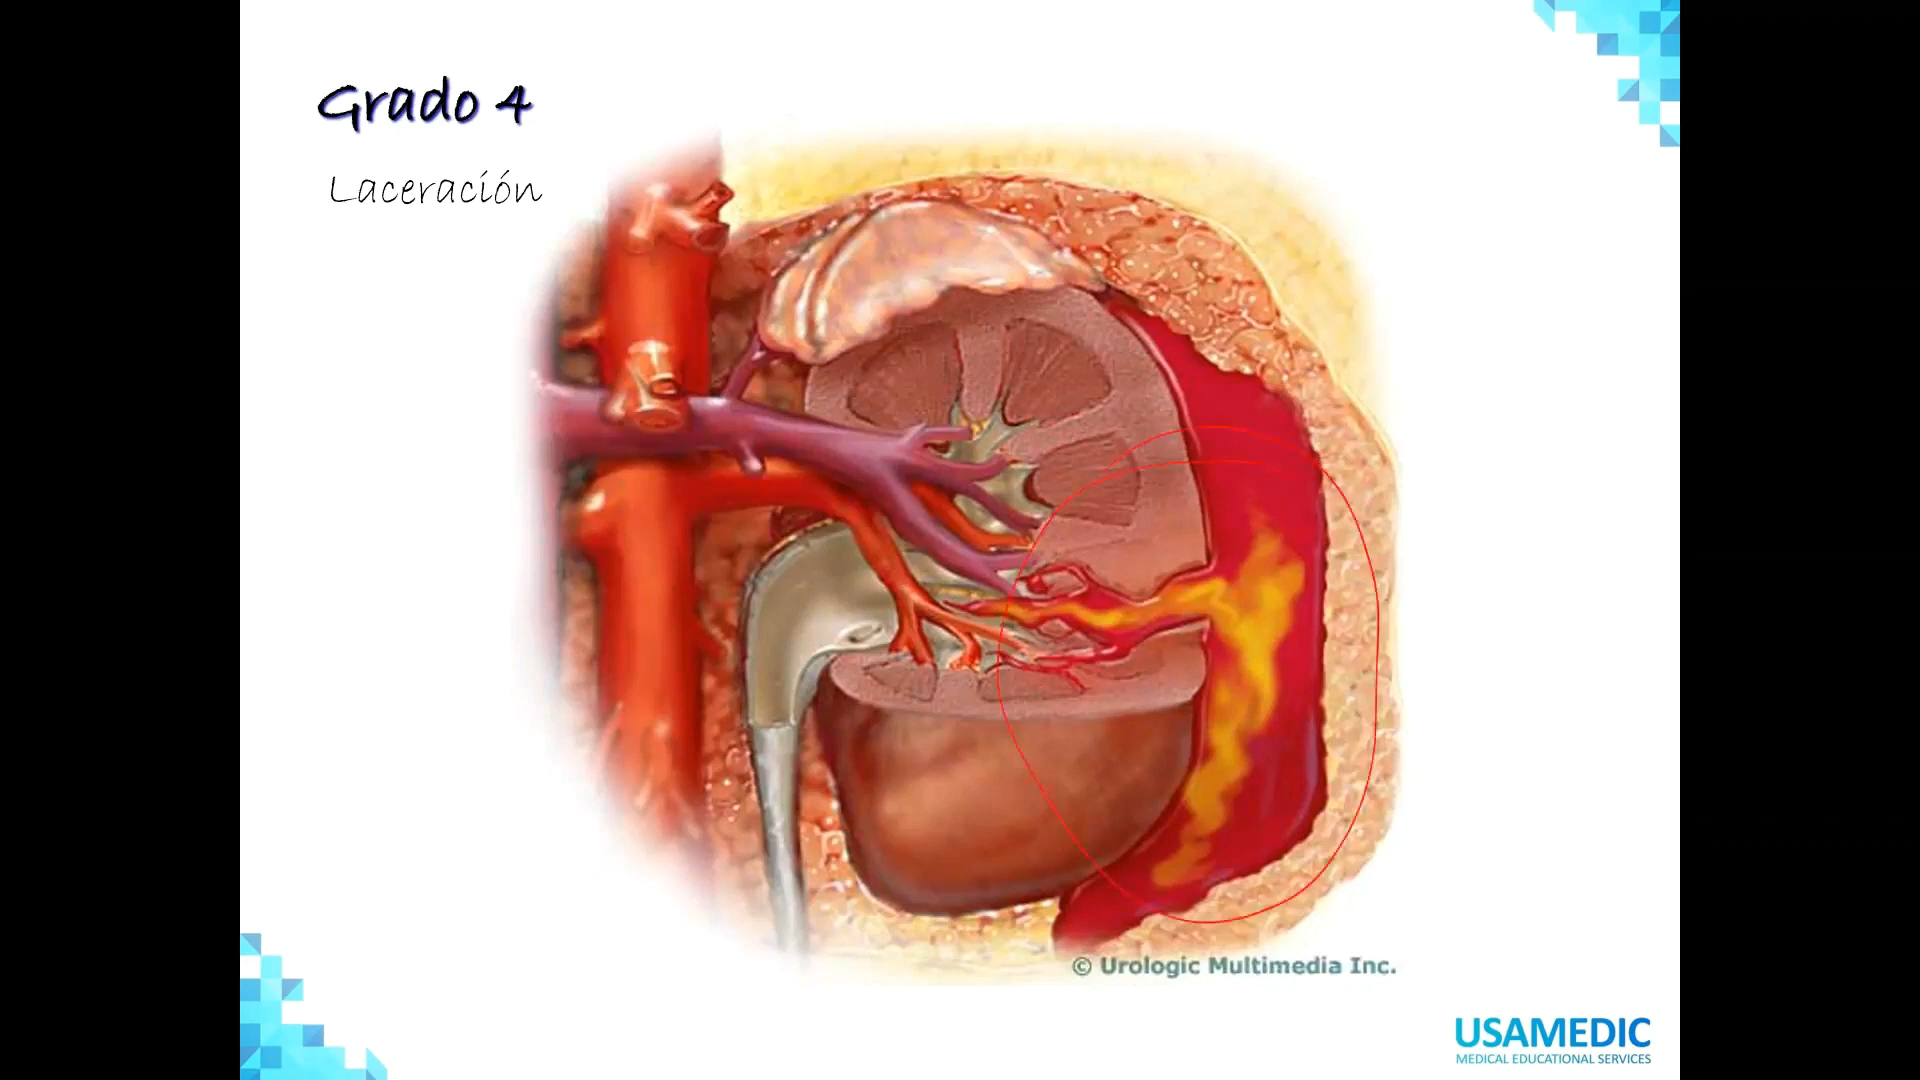 Grado 4
Laceración
© Urologic Multimedia Inc.
USAMEDIC
MEDICAL EDUCATIONAL SERVICES